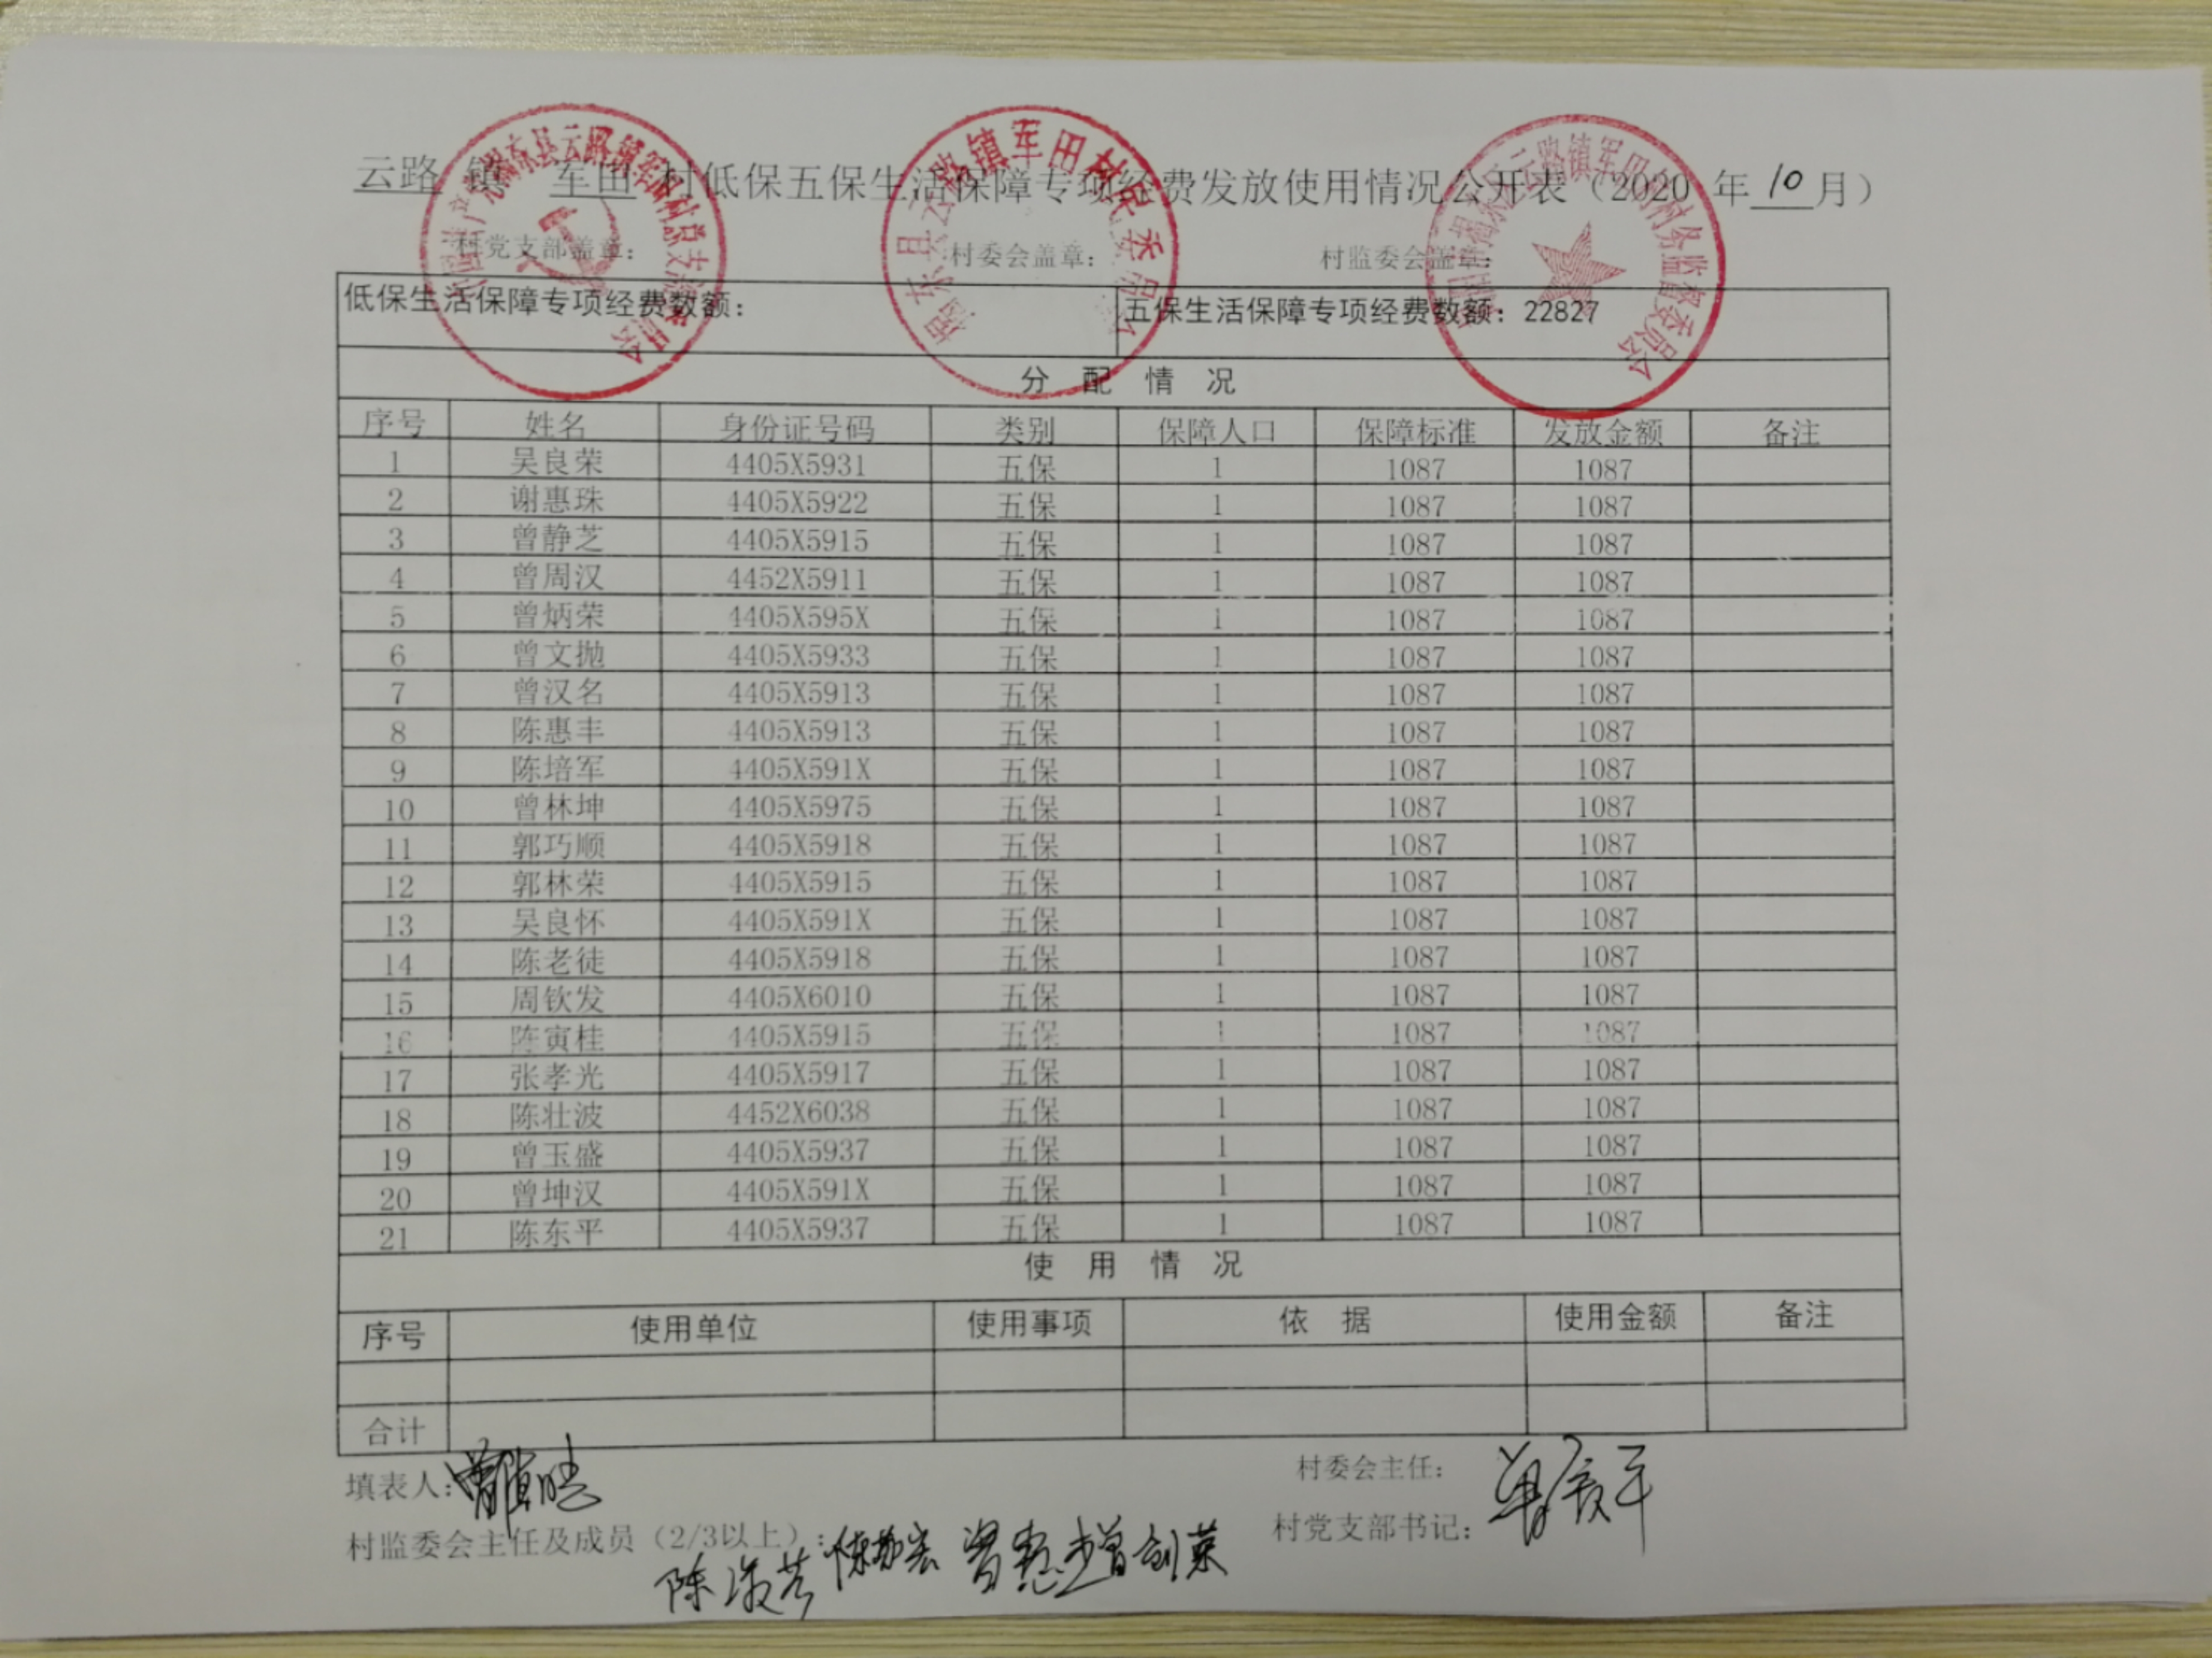 云路 镇 车田 村低保五保生活保障专项经费发放使用情况公开表（2020 年 10 月）
村党支部盖章： 村委会盖章： 村监委会盖章：
低保生活保障专项经费数额： 五保生活保障专项经费数额：22827
分 配 情 况
序号 姓名 身份证号码 类别 保障人口 保障标准 发放金额 备注
1 吴良荣 4405X5931 五保 1 1087 1087
2 谢惠珠 4405X5922 五保 1 1087 1087
3 曾静芝 4405X5915 五保 1 1087 1087
4 曾周汉 4452X5911 五保 1 1087 1087
5 曾炳荣 4405X595X 五保 1 1087 1087
6 曾文抛 4405X5933 五保 1 1087 1087
7 曾汉名 4405X5913 五保 1 1087 1087
8 陈惠丰 4405X5913 五保 1 1087 1087
9 陈培军 4405X591X 五保 1 1087 1087
10 曾林坤 4405X5975 五保 1 1087 1087
11 郭巧顺 4405X5918 五保 1 1087 1087
12 郭林荣 4405X5915 五保 1 1087 1087
13 吴良怀 4405X591X 五保 1 1087 1087
14 陈老徒 4405X5918 五保 1 1087 1087
15 周钦发 4405X6010 五保 1 1087 1087
16 陈寅桂 4405X5915 五保 1 1087 1087
17 张孝光 4405X5917 五保 1 1087 1087
18 陈壮波 4452X6038 五保 1 1087 1087
19 曾玉盛 4405X5937 五保 1 1087 1087
20 曾坤汉 4405X591X 五保 1 1087 1087
21 陈东平 4405X5937 五保 1 1087 1087
使 用 情 况
序号 使用单位 使用事项 依 据 使用金额 备注
合计
填表人： 村委会主任：
村监委会主任及成员（2/3以上）： 村党支部书记：